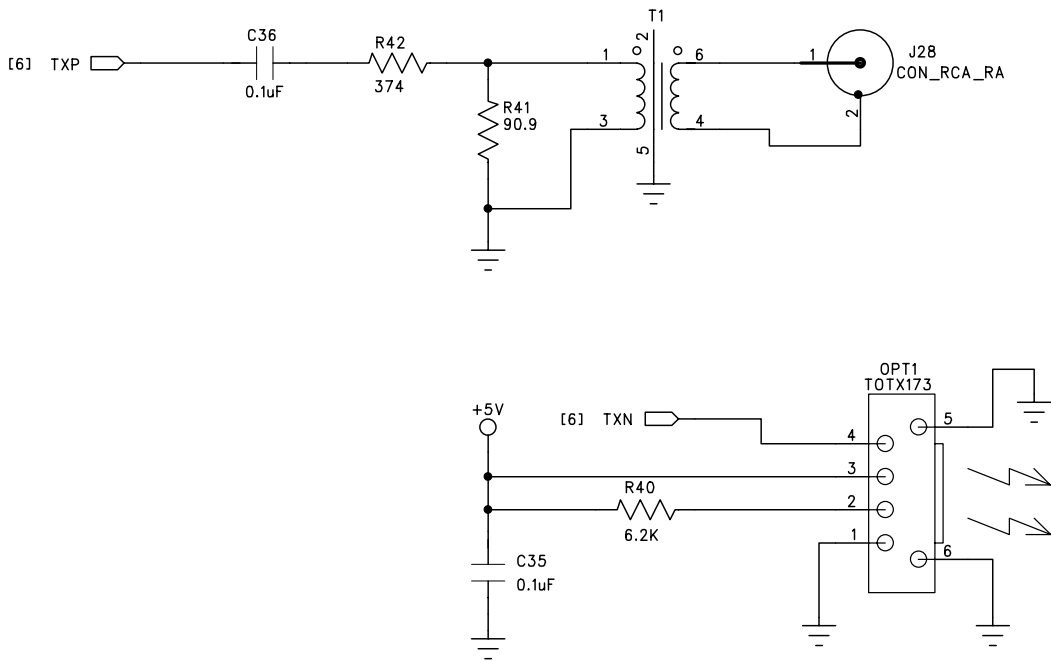 T1
C36
R42
[6] TXP
0.1uF
374
R41
90.9
1
2
3
5
6
4
1
2
J28
CON_RCA_RA
OPT1
TOTX173
+5V
[6] TXN
4
3
2
1
5
6
R40
6.2K
C35
0.1uF